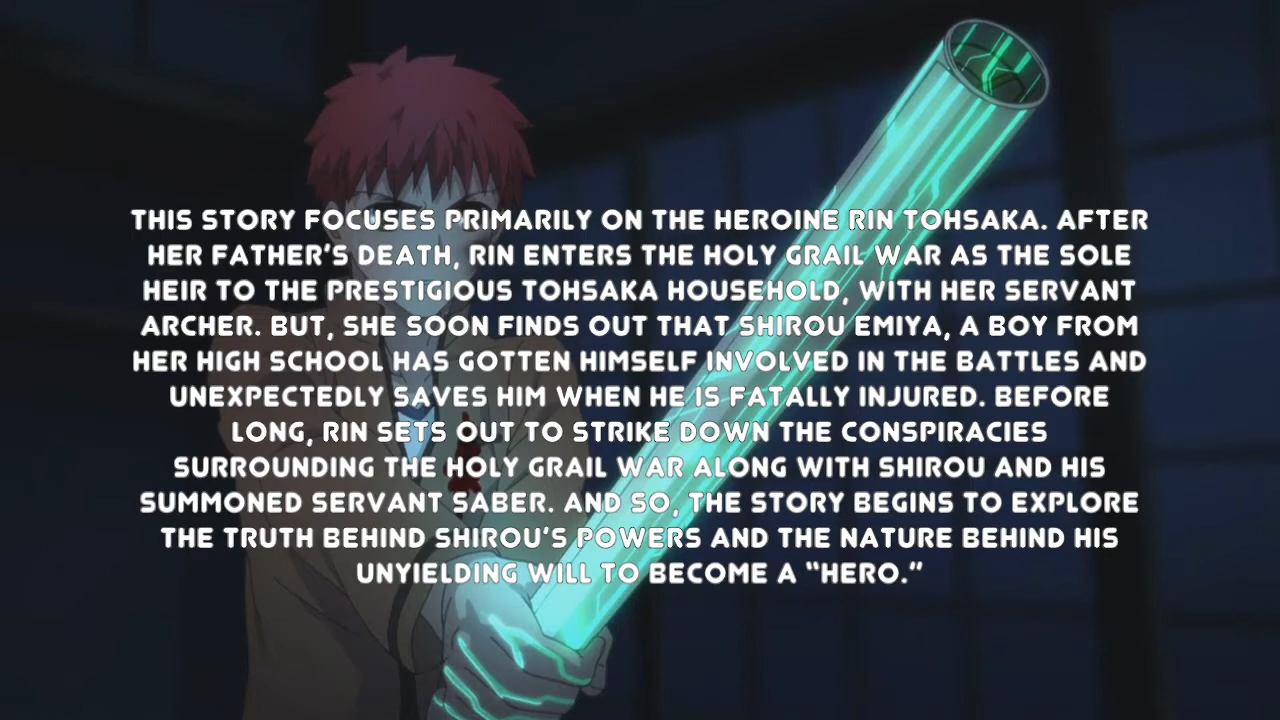 THIS STORY FOCUSES PRIMARILY ON THE HEROINE RIN TOHSAKA. AFTER
HER FATHER'S DEATH, RIN ENTERS THE HOLY GRAIL WAR AS THE SOLE
HEIR TO THE PRESTIGIOUS TOHSAKA HOUSEHOLD, WITH HER SERVANT
ARCHER. BUT, SHE SOON FINDS OUT THAT SHIROU EMIYA, A BOY FROM
HER HIGH SCHOOL HAS GOTTEN HIMSELF INVOLVED IN THE BATTLES AND
UNEXPECTEDLY SAVES HIM WHEN HE IS FATALLY INJURED. BEFORE
LONG, RIN SETS OUT TO STRIKE DOWN THE CONSPIRACIES
SURROUNDING THE HOLY GRAIL WAR ALONG WITH SHIROU AND HIS
SUMMONED SERVANT SABER. AND SO, THE STORY BEGINS TO EXPLORE
THE TRUTH BEHIND SHIROU'S POWERS AND THE NATURE BEHIND HIS
UNYIELDING WILL TO BECOME A “HERO.”